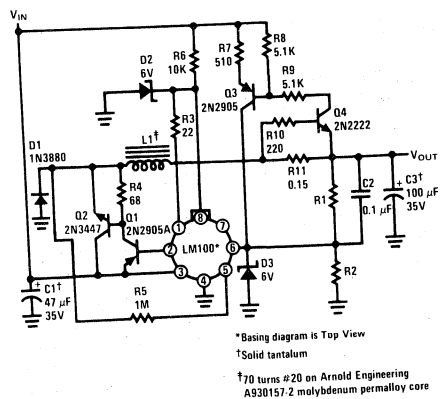 VIN
D2
6V
R6
10K
R7
510
R8
5.1K
Q3
2N2905
R9
5.1K
Q4
2N2222
R3
22
R10
220
D1
1N3880
L1‡
R11
0.15
VOUT
R4
68
R1
C2
0.1 μF
C3†
100 μF
35V
+
Q2
2N3447
Q1
2N2905A
1
8
7
2
LM100*
6
3
4
5
D3
6V
R2
+
C1†
47 μF
35V
R5
1M
*Basing diagram is Top View
†Solid tantalum
‡70 turns #20 on Arnold Engineering
A930157-2 molybdenum permalloy core